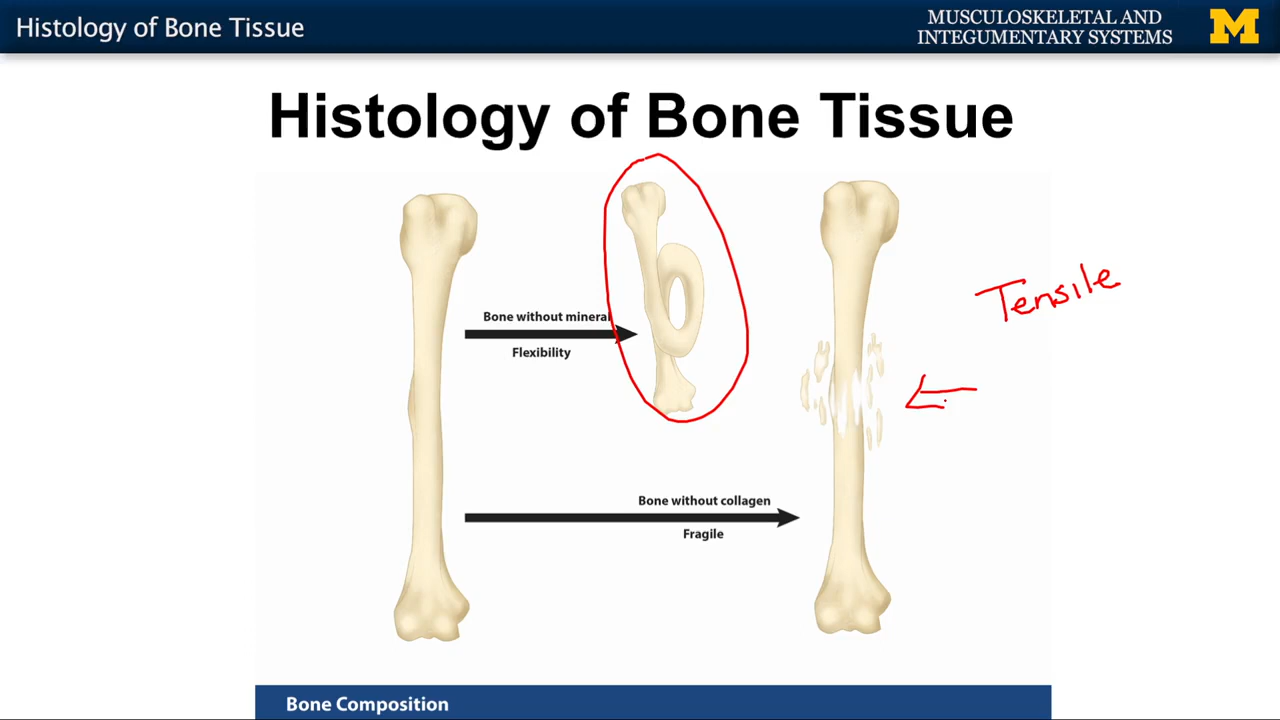 Histology of Bone Tissue
MUSCULOSKELETAL AND
INTEGUMENTARY SYSTEMS
M
Histology of Bone Tissue
Bone without mineral
Flexibility
Tensile
Bone without collagen
Fragile
Bone Composition